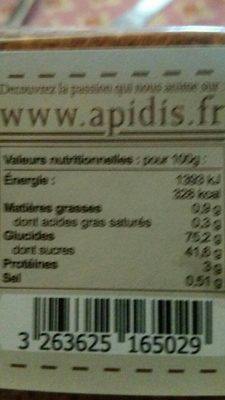 Découvrez la passion qui nous anime sur
www.apidis.fr
Valeurs nutritionnelles : pour 100g :
Énergie : 1393 kJ
328 kcal
Matières grasses 0,9 g
dont acides gras saturés 0,3 g
Glucides 75,2 g
dont sucres 41,8 g
Protéines 3 g
Sel 0,51 g
3 263625 165029